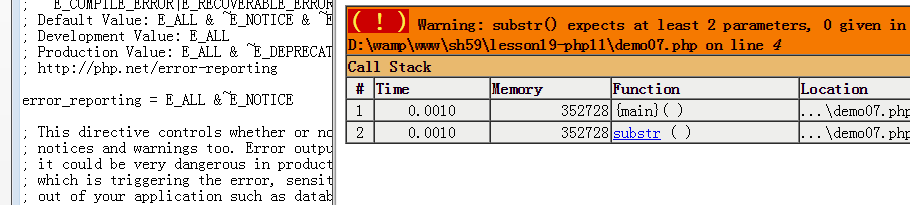 ;   E_COMPILE_ERROR|E_RECOVERABLE_ERROR
; Default Value: E_ALL & ~E_NOTICE & ~E
; Development Value: E_ALL
; Production Value: E_ALL & ~E_DEPRECAT
; http://php.net/error-reporting
error_reporting = E_ALL &~E_NOTICE
; This directive controls whether or no
; notices and warnings too. Error outpu
; it could be very dangerous in product
; which is triggering the error, sensit
; out of your application such as datab
( ! ) Warning: substr() expects at least 2 parameters, 0 given in
D:\wamp\www\sh59\lesson19-php11\demo07.php on line 4
Call Stack
# Time Memory Function Location
1 0.0010 352728 {main}( ) ...\demo07.php
2 0.0010 352728 substr ( ) ...\demo07.php